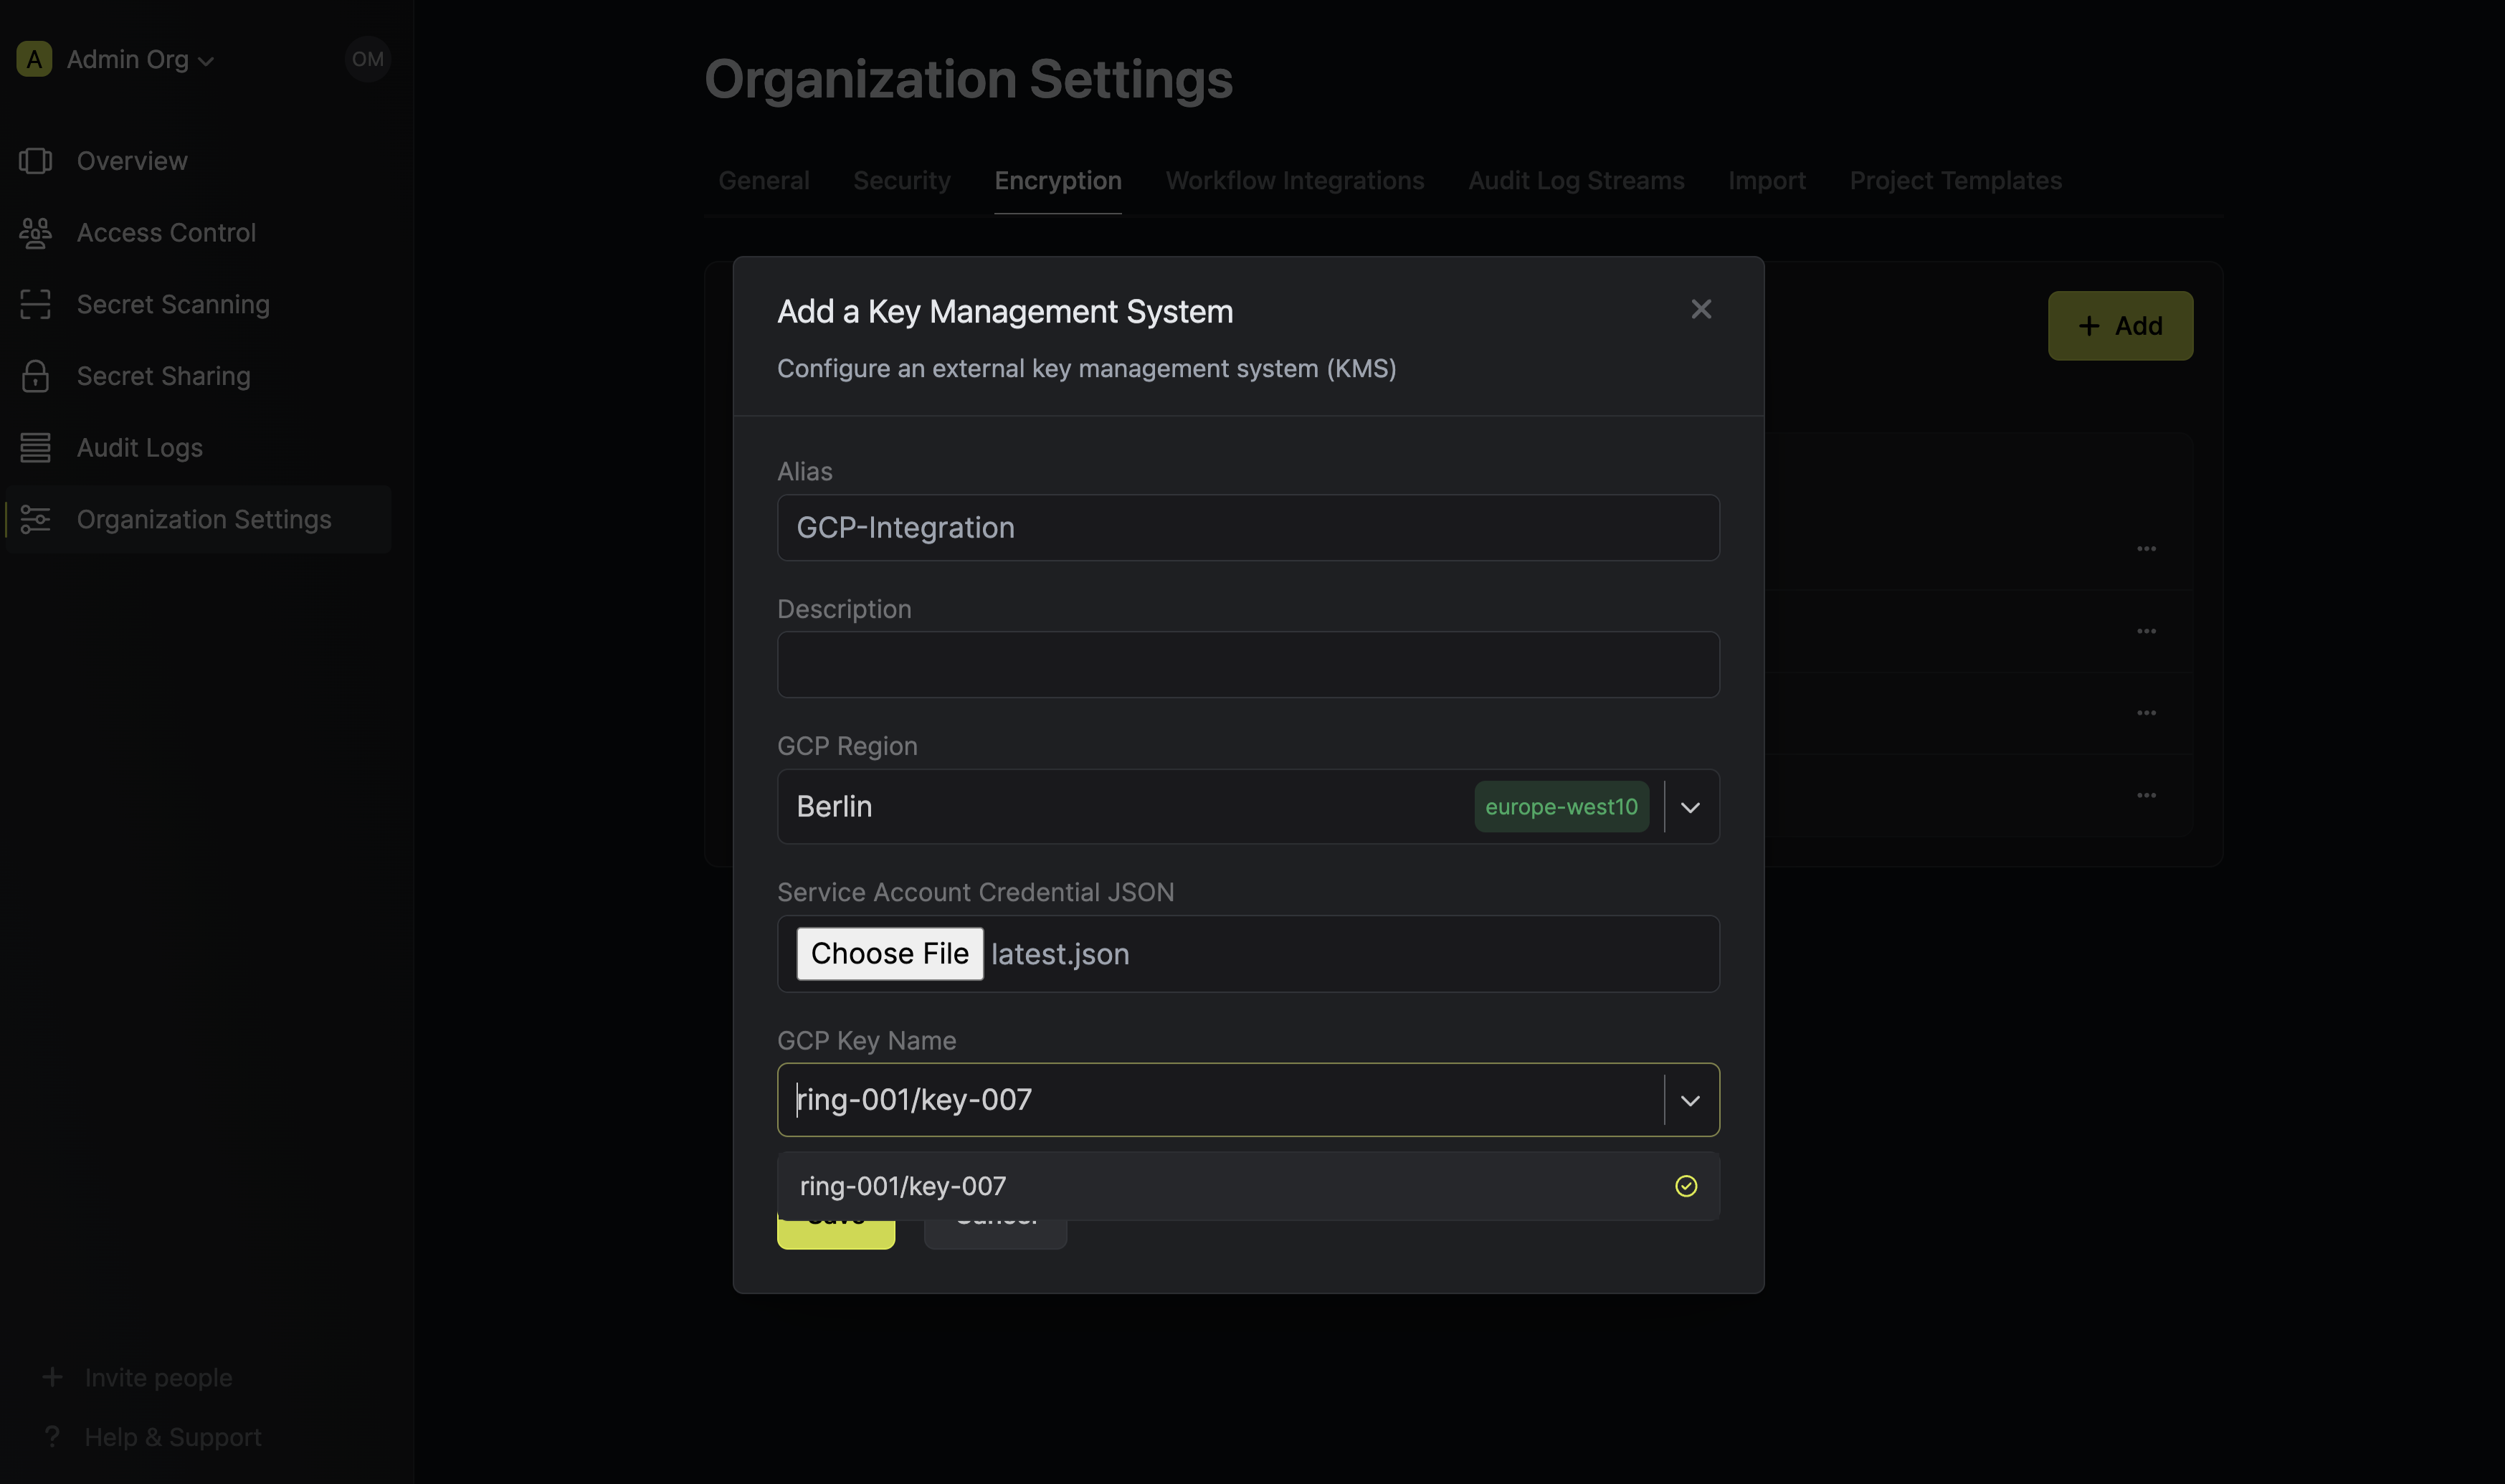 A Admin Org OM
Overview
Access Control
Secret Scanning
Secret Sharing
Audit Logs
Organization Settings
Invite people
? Help & Support
Organization Settings
General Security Encryption Workflow Integrations Audit Log Streams Import Project Templates
+ Add
Add a Key Management System
Configure an external key management system (KMS)
Alias
GCP-Integration
Description
GCP Region
Berlin europe-west10
Service Account Credential JSON
Choose File latest.json
GCP Key Name
ring-001/key-007
ring-001/key-007
Save Cancel